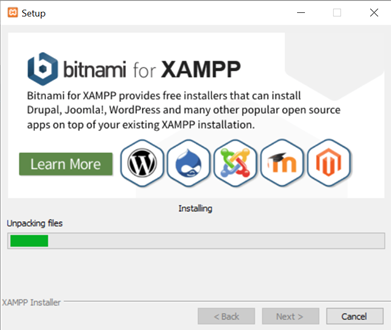 Setup
bitnami for XAMPP
Bitnami for XAMPP provides free installers that can install
Drupal, Joomla!, WordPress and many other popular open source
apps on top of your existing XAMPP installation.
Learn More
Installing
Unpacking files
XAMPP Installer
< Back
Next >
Cancel